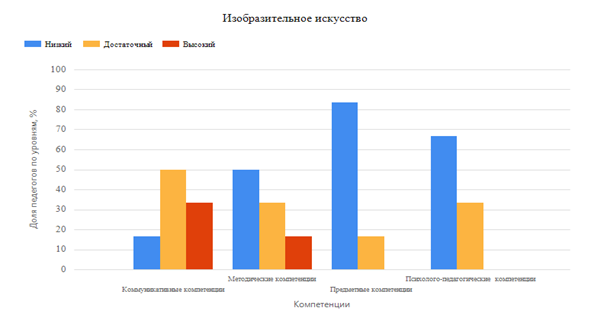 Изобразительное искусство
Низкий Достаточный Высокий
100
90
80
70
60
50
40
30
20
10
0
Доля педегогов по уровням, %
Методические компетенции Психолого-педагогические компетенции
Коммуникативные компетенции Предметные компетенции
Компетенции